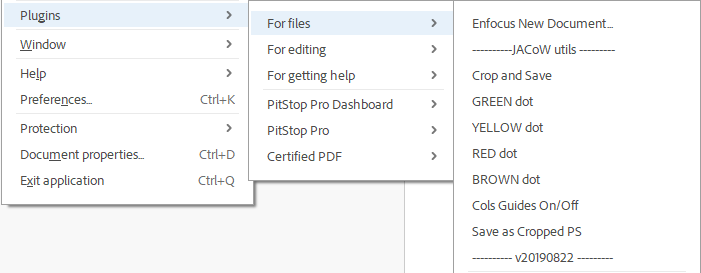 Plugins
Window
Help
Preferences... Ctrl+K
Protection
Document properties... Ctrl+D
Exit application Ctrl+Q
For files
For editing
For getting help
PitStop Pro Dashboard
PitStop Pro
Certified PDF
Enfocus New Document...
----------JACoW utils ---------
Crop and Save
GREEN dot
YELLOW dot
RED dot
BROWN dot
Cols Guides On/Off
Save as Cropped PS
---------- v20190822 ---------